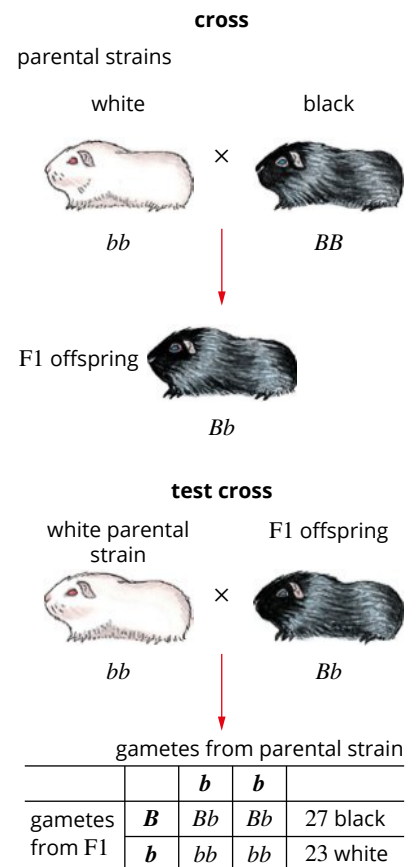 cross
parental strains
white black
×
bb BB
F1 offspring
Bb
test cross
white parental strain F1 offspring
×
bb Bb
gametes from parental strain
b b
gametes from F1 B Bb Bb 27 black
b bb bb 23 white